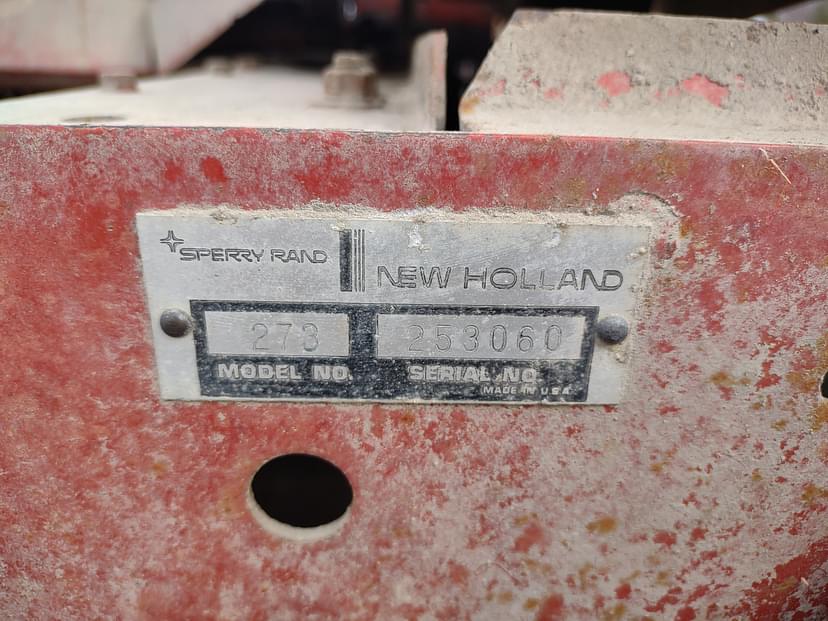 SPERRY RAND
NEW HOLLAND
273 253060
MODEL NO. SERIAL NO.
MADE IN U.S.A.